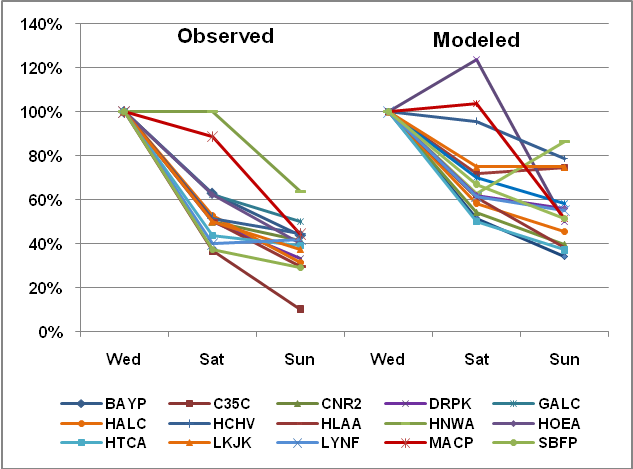 140%
Observed Modeled
120%
100%
80%
60%
40%
20%
0%
Wed Sat Sun Wed Sat Sun
BAYP C35C CNR2 DRPK GALC
HALC HCHV HLAA HNWA HOEA
HTCA LKJK LYNF MACP SBFP